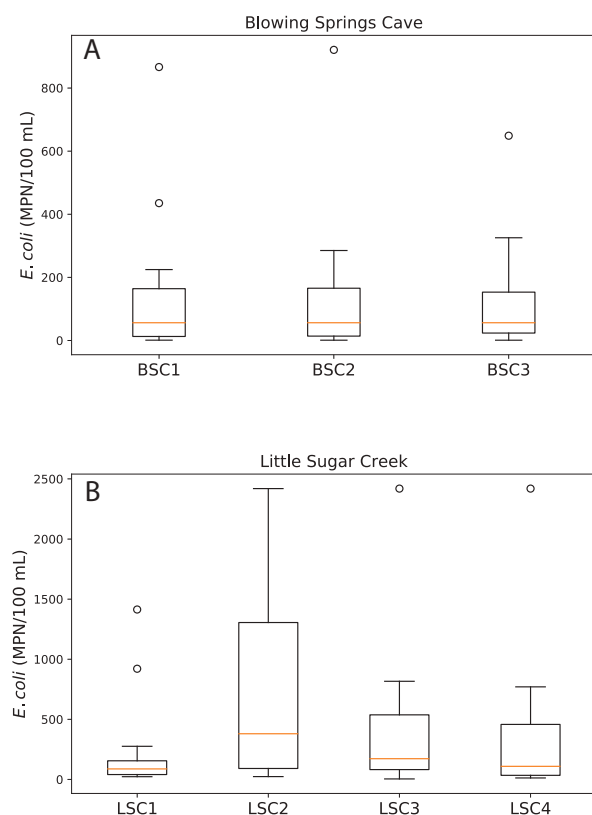 Blowing Springs Cave
A
E. coli (MPN/100 mL)
800
600
400
200
0
BSC1 BSC2 BSC3
Little Sugar Creek
B
E. coli (MPN/100 mL)
2500
2000
1500
1000
500
0
LSC1 LSC2 LSC3 LSC4